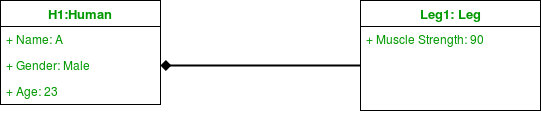 H1:Human
+ Name: A
+ Gender: Male
+ Age: 23
Leg1: Leg
+ Muscle Strength: 90